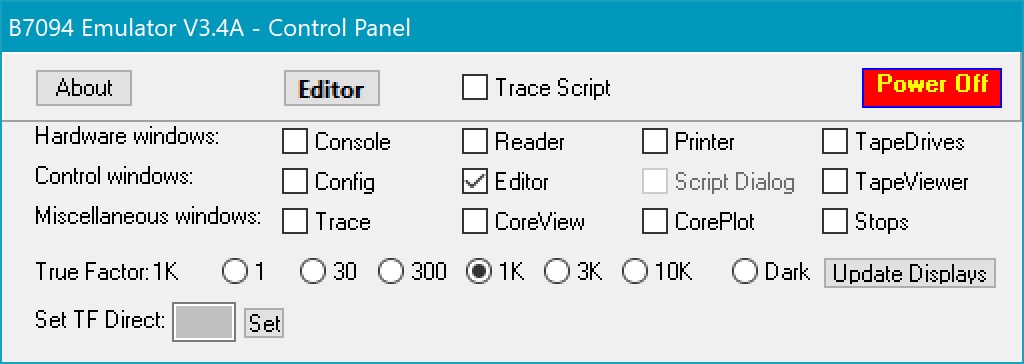 B7094 Emulator V3.4A - Control Panel
About Editor Trace Script Power Off
Hardware windows: Console Reader Printer TapeDrives
Control windows: Config Editor Script Dialog TapeViewer
Miscellaneous windows: Trace CoreView CorePlot Stops
True Factor: 1K 1 30 300 1K 3K 10K Dark Update Displays
Set TF Direct: Set